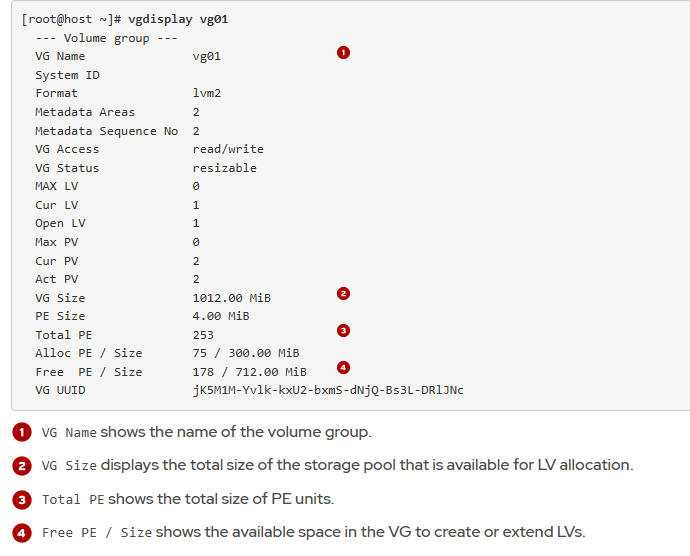 [root@host ~]# vgdisplay vg01
--- Volume group ---
VG Name vg01 1
System ID
Format lvm2
Metadata Areas 2
Metadata Sequence No 2
VG Access read/write
VG Status resizable
MAX LV 0
Cur LV 1
Open LV 1
Max PV 0
Cur PV 2
Act PV 2
VG Size 1012.00 MiB 2
PE Size 4.00 MiB
Total PE 253 3
Alloc PE / Size 75 / 300.00 MiB
Free  PE / Size 178 / 712.00 MiB 4
VG UUID jK5M1M-Yvlk-kxU2-bxmS-dNjQ-Bs3L-DRlJNc
1 VG Name shows the name of the volume group.
2 VG Size displays the total size of the storage pool that is available for LV allocation.
3 Total PE shows the total size of PE units.
4 Free PE / Size shows the available space in the VG to create or extend LVs.